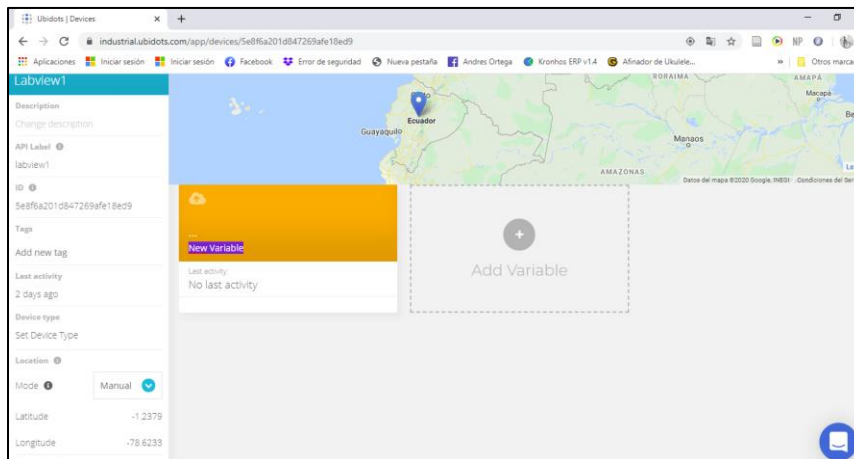 Ubidots | Devices
industrial.ubidots.com/app/devices/5e8f6a201d847269afe18ed9
Aplicaciones Iniciar sesión Iniciar sesión Facebook Error de seguridad Nueva pestaña Andres Ortega Kronhos ERP v1.4 Afinador de Ukulele... » Otros marca
NP
Labview1
Description
Change description
API Label
labview1
ID
5e8f6a201d847269afe18ed9
Tags
Add new tag
Last activity
2 days ago
Device type
Set Device Type
Location
Mode Manual
Latitude -1.2379
Longitude -78.6233
RORAIMA
AMAPÁ
Macapá
Ecuador
Guayaquil
Manaos
AMAZONAS
Datos del mapa ©2020 Google, INEGI Condiciones del Ser
...
New Variable
Last activity
No last activity
Add Variable